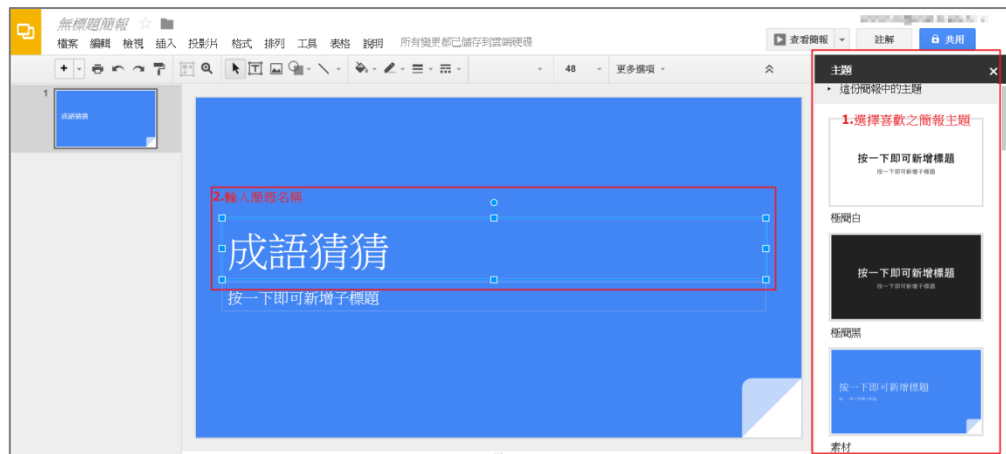 無標題簡報
檔案 編輯 檢視 插入 投影片 格式 排列 工具 表格 說明 所有變更都已儲存到雲端硬碟
查看簡報 註解 共用
48 更多選項
主題
這份簡報中的主題
1.選擇喜歡之簡報主題
按一下即可新增標題
按一下即可新增子標題
極簡白
按一下即可新增標題
按一下即可新增子標題
極簡黑
按一下即可新增標題
素材
1
成語猜猜
2.輸入簡報名稱
成語猜猜
按一下即可新增子標題